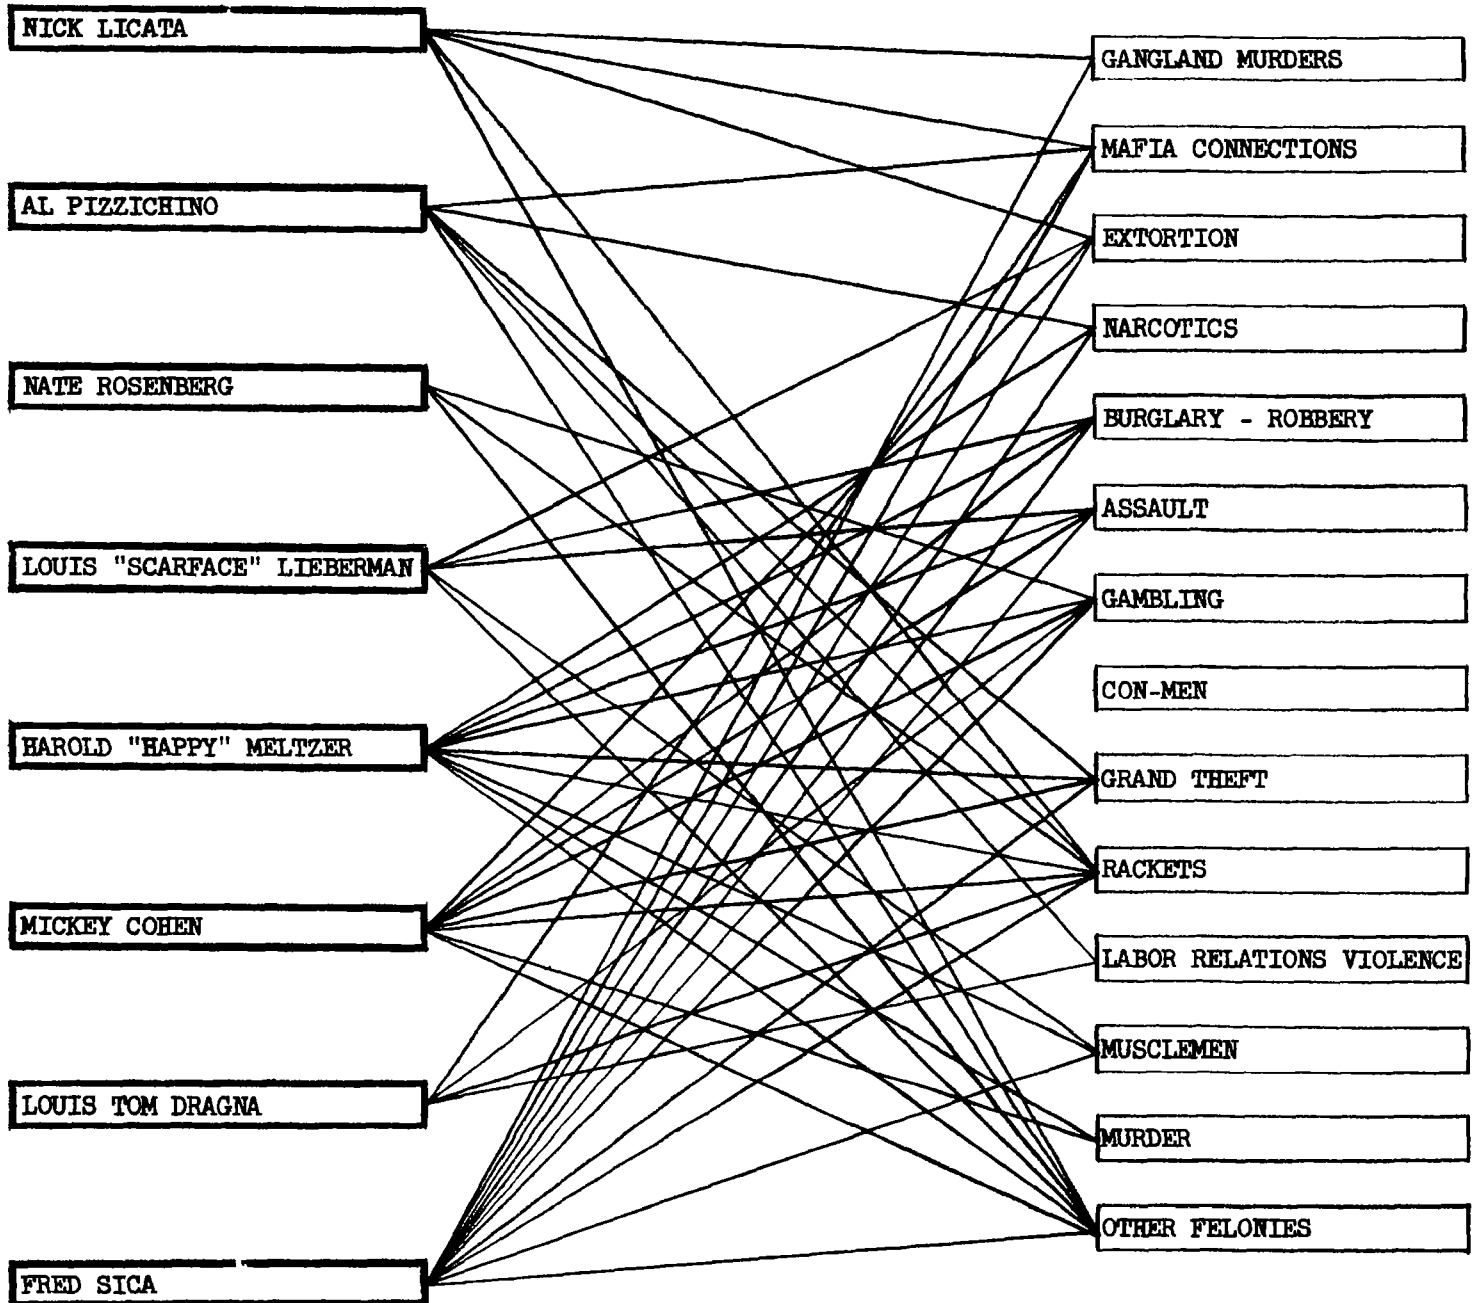 NICK LICATA
AL PIZZICHINO
NATE ROSENBERG
LOUIS "SCARFACE" LIEBERMAN
HAROLD "HAPPY" MELTZER
MICKEY COHEN
LOUIS TOM DRAGNA
FRED SICA
GANGLAND MURDERS
MAFIA CONNECTIONS
EXTORTION
NARCOTICS
BURGLARY - ROBBERY
ASSAULT
GAMBLING
CON-MEN
GRAND THEFT
RACKETS
LABOR RELATIONS VIOLENCE
MUSCLEMEN
MURDER
OTHER FELONIES